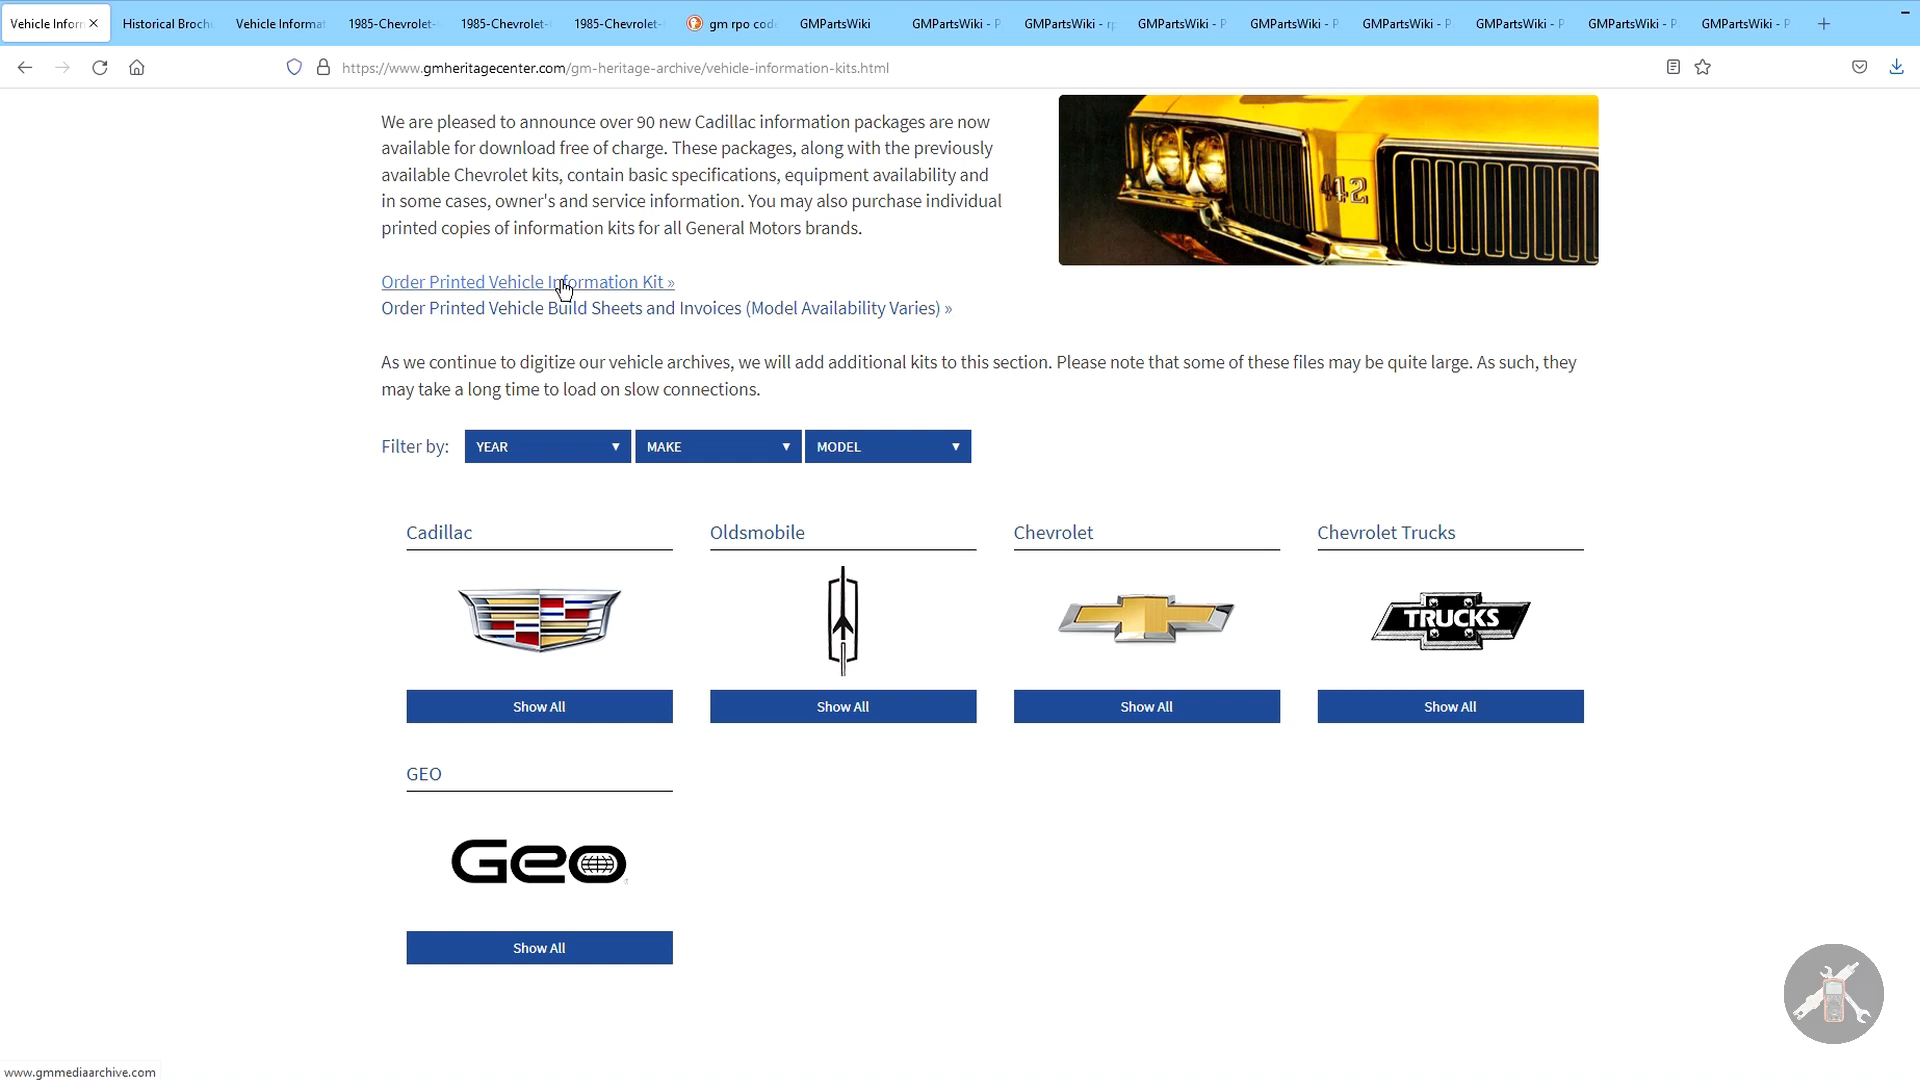 Vehicle Infor
Historical Broch
Vehicle Informat
1985-Chevrolet-
1985-Chevrolet-
1985-Chevrolet-
gm rpo code
GMPartsWiki
GMPartsWiki - P
GMPartsWiki - rp
GMPartsWiki - P
GMPartsWiki - P
GMPartsWiki - P
GMPartsWiki - P
GMPartsWiki - P
GMPartsWiki - P
https://www.gmheritagecenter.com/gm-heritage-archive/vehicle-information-kits.html
We are pleased to announce over 90 new Cadillac information packages are now
available for download free of charge. These packages, along with the previously
available Chevrolet kits, contain basic specifications, equipment availability and
in some cases, owner's and service information. You may also purchase individual
printed copies of information kits for all General Motors brands.
442
Order Printed Vehicle Information Kit »
Order Printed Vehicle Build Sheets and Invoices (Model Availability Varies) »
As we continue to digitize our vehicle archives, we will add additional kits to this section. Please note that some of these files may be quite large. As such, they
may take a long time to load on slow connections.
Filter by: YEAR MAKE MODEL
Cadillac
Oldsmobile
Chevrolet
Chevrolet Trucks
TRUCKS
Show All
Show All
Show All
Show All
GEO
Geo
Show All
www.gmmediaarchive.com